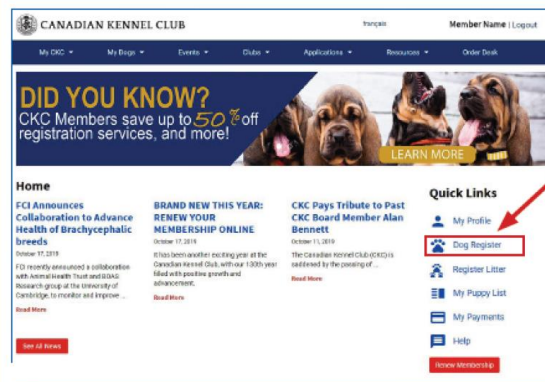 CANADIAN KENNEL CLUB
français
Member Name | Logout
My CKC
My Dogs
Events
Clubs
Applications
Resources
Order Desk
DID YOU KNOW?
CKC Members save up to 50% off
registration services, and more!
LEARN MORE
Home
FCI Announces
Collaboration to Advance
Health of Brachycephalic
breeds
October 17, 2019
FCI recently announced a collaboration
with Animal Health Trust and BOAS
Research group at the University of
Cambridge, to monitor and improve ...
Read More
BRAND NEW THIS YEAR:
RENEW YOUR
MEMBERSHIP ONLINE
October 17, 2019
It has been another exciting year at the
Canadian Kennel Club, with our 130th year
filled with positive growth and
advancement.
Read More
CKC Pays Tribute to Past
CKC Board Member Alan
Bennett
October 11, 2019
The Canadian Kennel Club (CKC) is
saddened by the passing of ...
Read More
See All News
Quick Links
My Profile
Dog Register
Register Litter
My Puppy List
My Payments
Help
Renew Membership